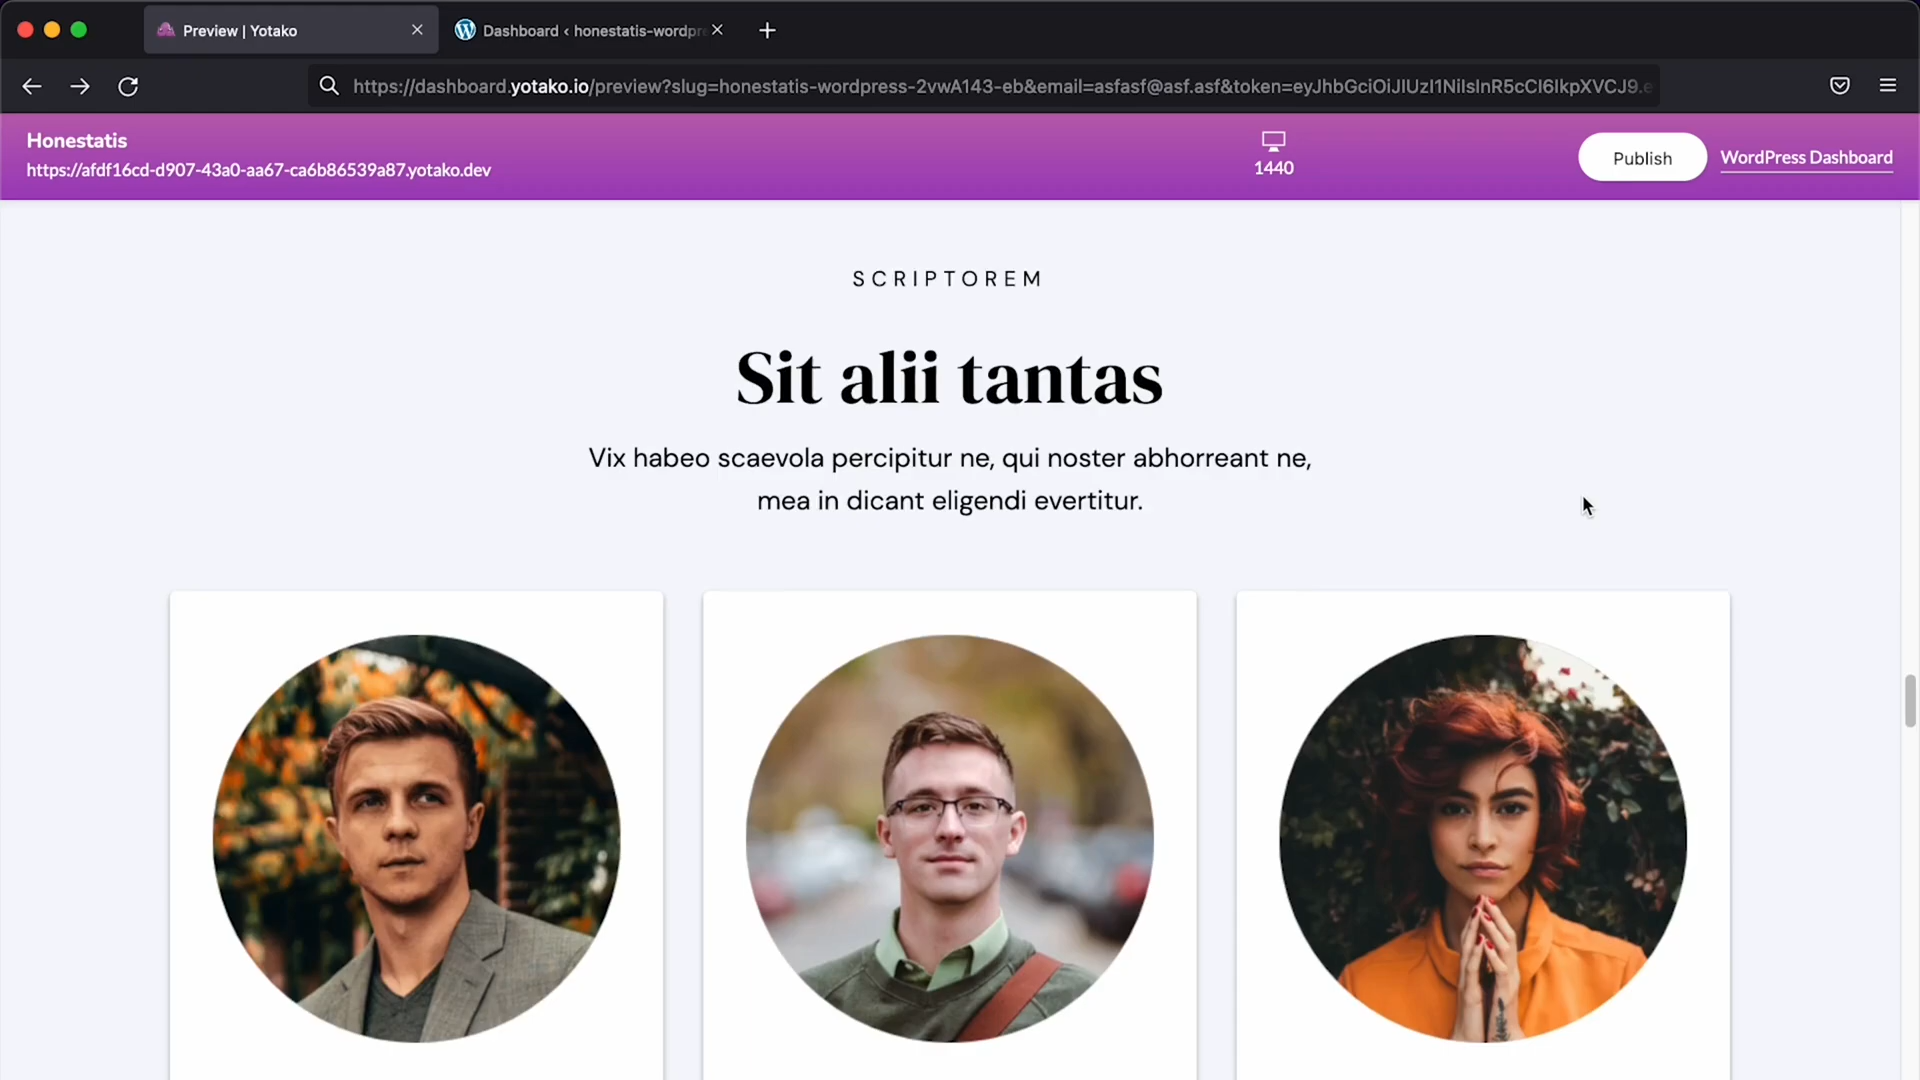 Preview | Yotako
Dashboard ‹ honestatis-wordpr
https://dashboard.yotako.io/preview?slug=honestatis-wordpress-2vwA143-eb&email=asfasf@asf.asf&token=eyJhbGciOiJIUzI1NiIsInR5cCI6IkpXVCJ9.e
Honestatis
https://afdf16cd-d907-43a0-aa67-ca6b86539a87.yotako.dev
1440
Publish
WordPress Dashboard
SCRIPTOREM
Sit alii tantas
Vix habeo scaevola percipitur ne, qui noster abhorreant ne,
mea in dicant eligendi evertitur.